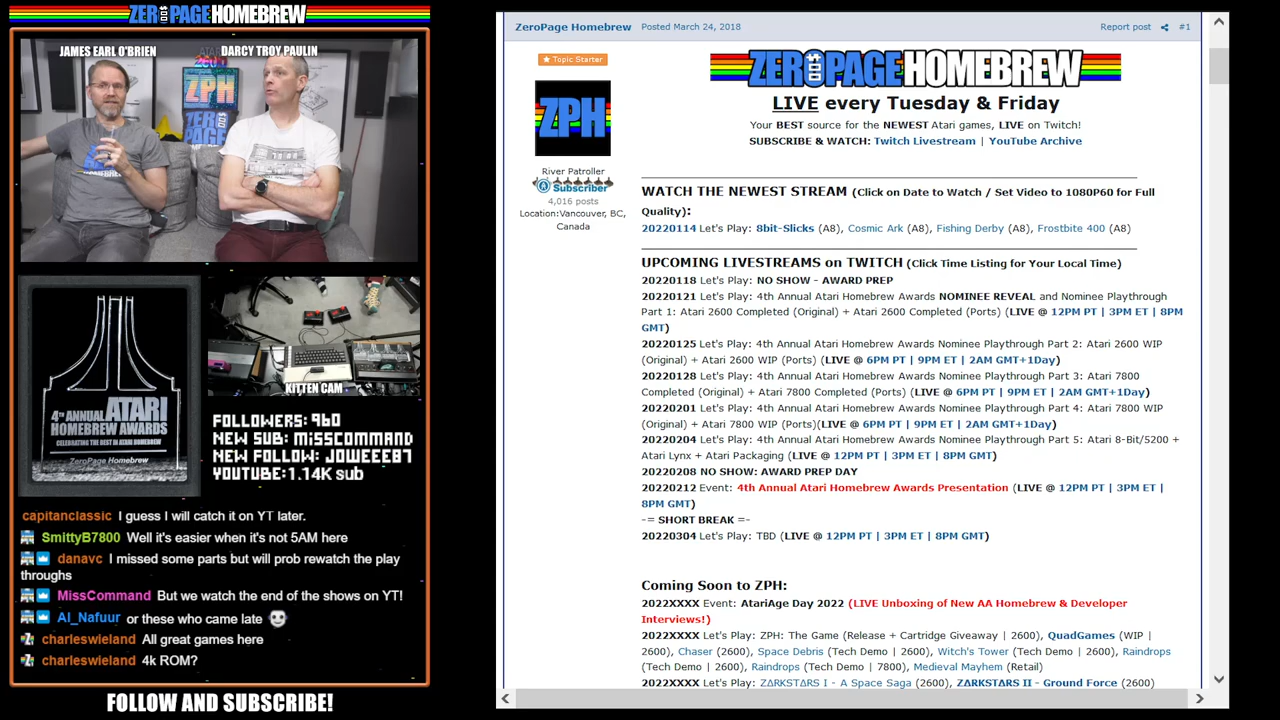 ZEROPAGE HOMEBREW
JAMES EARL O'BRIEN
DARCY TROY PAULIN
ZPH
ZERO
PAGE
4TH ANNUAL ATARI
HOMEBREW AWARDS
CELEBRATING THE BEST IN ATARI HOMEBREW
ZeroPage Homebrew
KITTEN CAM
FOLLOWERS: 960
NEW SUB: MISSCOMMAND
NEW FOLLOW: JOWEEE87
YOUTUBE: 1.14K sub
capitanclassic I guess I will catch it on YT later.
SmittyB7800 Well it's easier when it's not 5AM here
danavc I missed some parts but will prob rewatch the play
throughs
MissCommand But we watch the end of the shows on YT!
Al_Nafuur or these who came late
charleswieland All great games here
charleswieland 4k ROM?
FOLLOW AND SUBSCRIBE!
ZeroPage Homebrew Posted March 24, 2018 Report post #1
Topic Starter
ZPH
River Patroller
Subscriber
4,016 posts
Location:Vancouver, BC,
Canada
ZEROPAGEHOMEBREW
LIVE every Tuesday & Friday
Your BEST source for the NEWEST Atari games, LIVE on Twitch!
SUBSCRIBE & WATCH: Twitch Livestream | YouTube Archive
WATCH THE NEWEST STREAM (Click on Date to Watch / Set Video to 1080P60 for Full
Quality):
20220114 Let's Play: 8bit-Slicks (A8), Cosmic Ark (A8), Fishing Derby (A8), Frostbite 400 (A8)
UPCOMING LIVESTREAMS on TWITCH (Click Time Listing for Your Local Time)
20220118 Let's Play: NO SHOW - AWARD PREP
20220121 Let's Play: 4th Annual Atari Homebrew Awards NOMINEE REVEAL and Nominee Playthrough
Part 1: Atari 2600 Completed (Original) + Atari 2600 Completed (Ports) (LIVE @ 12PM PT | 3PM ET | 8PM
GMT)
20220125 Let's Play: 4th Annual Atari Homebrew Awards Nominee Playthrough Part 2: Atari 2600 WIP
(Original) + Atari 2600 WIP (Ports) (LIVE @ 6PM PT | 9PM ET | 2AM GMT+1Day)
20220128 Let's Play: 4th Annual Atari Homebrew Awards Nominee Playthrough Part 3: Atari 7800
Completed (Original) + Atari 7800 Completed (Ports) (LIVE @ 6PM PT | 9PM ET | 2AM GMT+1Day)
20220201 Let's Play: 4th Annual Atari Homebrew Awards Nominee Playthrough Part 4: Atari 7800 WIP
(Original) + Atari 7800 WIP (Ports)(LIVE @ 6PM PT | 9PM ET | 2AM GMT+1Day)
20220204 Let's Play: 4th Annual Atari Homebrew Awards Nominee Playthrough Part 5: Atari 8-Bit/5200 +
Atari Lynx + Atari Packaging (LIVE @ 12PM PT | 3PM ET | 8PM GMT)
20220208 NO SHOW: AWARD PREP DAY
20220212 Event: 4th Annual Atari Homebrew Awards Presentation (LIVE @ 12PM PT | 3PM ET |
8PM GMT)
-= SHORT BREAK =-
20220304 Let's Play: TBD (LIVE @ 12PM PT | 3PM ET | 8PM GMT)
Coming Soon to ZPH:
2022XXXX Event: AtariAge Day 2022 (LIVE Unboxing of New AA Homebrew & Developer
Interviews!)
2022XXXX Let's Play: ZPH: The Game (Release + Cartridge Giveaway | 2600), QuadGames (WIP |
2600), Chaser (2600), Space Debris (Tech Demo | 2600), Witch's Tower (Tech Demo | 2600), Raindrops
(Tech Demo | 2600), Raindrops (Tech Demo | 7800), Medieval Mayhem (Retail)
2022XXXX Let's Play: ZΔRKSTΔRS I - A Space Saga (2600), ZΔRKSTΔRS II - Ground Force (2600)